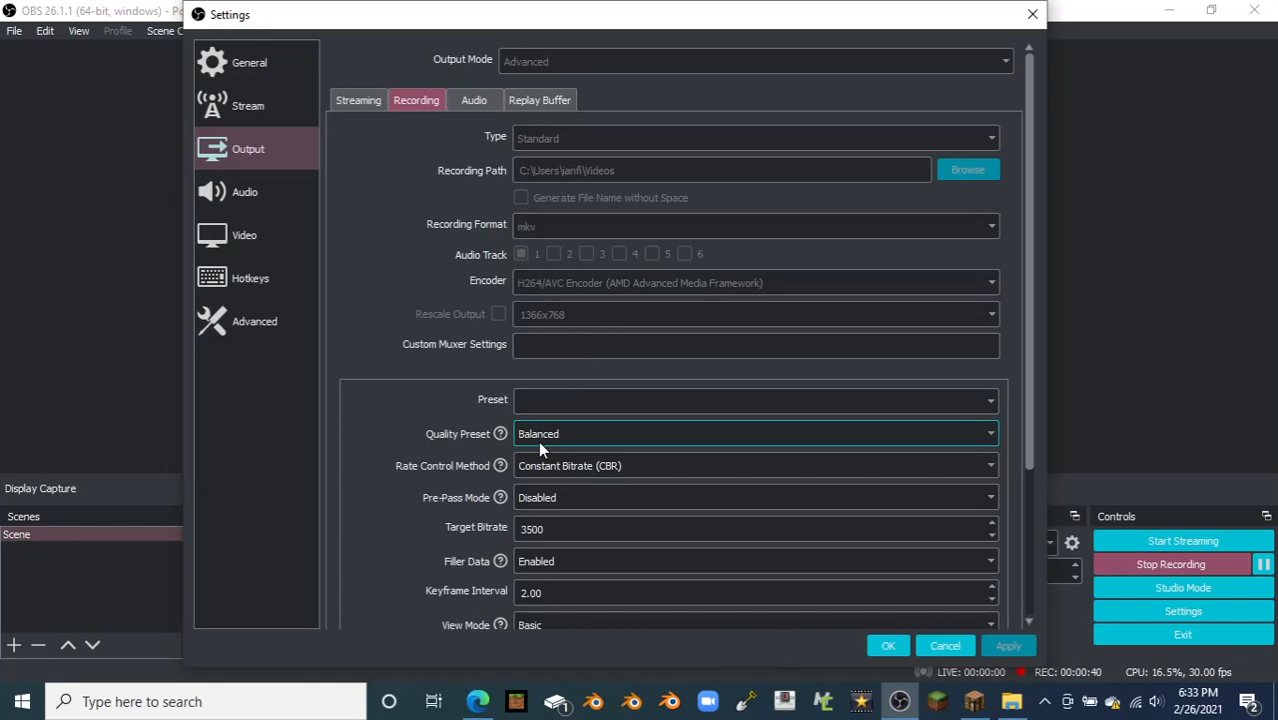 OBS 26.1.1 (64-bit, windows) - Po
Settings
File Edit View Profile Scene C
General
Stream
Output
Audio
Video
Hotkeys
Advanced
Output Mode Advanced
Streaming Recording Audio Replay Buffer
Type Standard
Recording Path C:\Users\janfi\Videos Browse
Generate File Name without Space
Recording Format mkv
Audio Track 1 2 3 4 5 6
Encoder H264/AVC Encoder (AMD Advanced Media Framework)
Rescale Output 1366x768
Custom Muxer Settings
Preset
Quality Preset ? Balanced
Rate Control Method ? Constant Bitrate (CBR)
Pre-Pass Mode ? Disabled
Target Bitrate 3500
Filler Data ? Enabled
Keyframe Interval 2.00
View Mode ? Basic
OK Cancel Apply
Display Capture
Scenes
Scene
Controls
Start Streaming
Stop Recording
Studio Mode
Settings
Exit
LIVE: 00:00:00 REC: 00:00:40 CPU: 16.5%, 30.00 fps
Type here to search
1
6:33 PM
2/26/2021
2